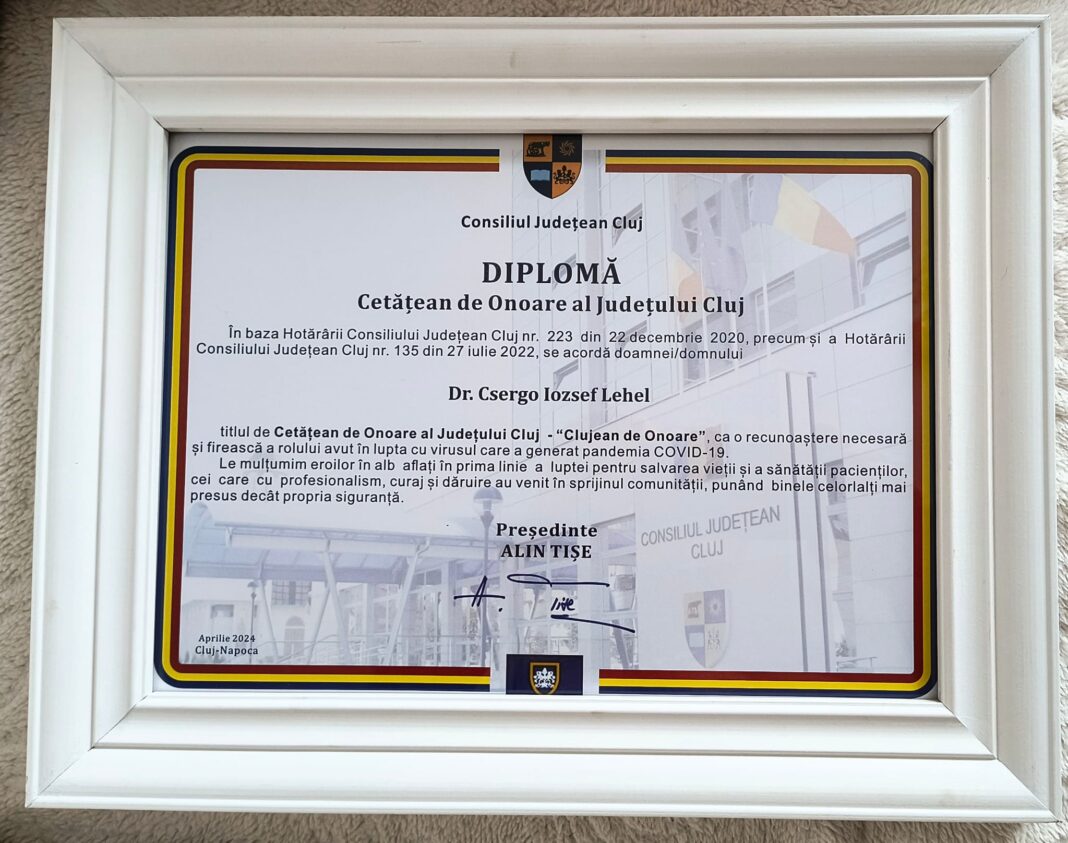 Consiliul Județean Cluj
DIPLOMĂ
Cetățean de Onoare al Județului Cluj
În baza Hotărârii Consiliului Județean Cluj nr. 223 din 22 decembrie 2020, precum și a Hotărârii
Consiliului Județean Cluj nr. 135 din 27 iulie 2022, se acordă doamnei/domnului
Dr. Csergo Iozsef Lehel
titlul de Cetățean de Onoare al Județului Cluj - “Clujean de Onoare”, ca o recunoaștere necesară
și firească a rolului avut în lupta cu virusul care a generat pandemia COVID-19.
Le mulțumim eroilor în alb aflați în prima linie a luptei pentru salvarea vieții și a sănătății pacienților,
cei care cu profesionalism, curaj și dăruire au venit în sprijinul comunității, punând binele celorlalți mai
presus decât propria siguranță.
Președinte
ALIN TIȘE
CONSILIUL JUDEȚEAN
CLUJ
A. Tișe
Aprilie 2024
Cluj-Napoca